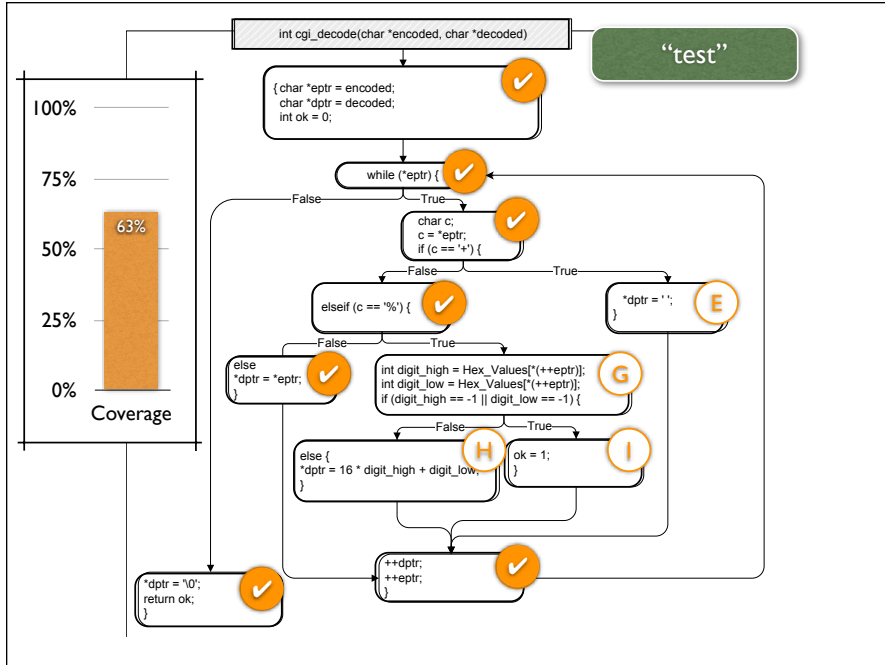 int cgi_decode(char *encoded, char *decoded)
“test”
{ char *eptr = encoded;
char *dptr = decoded;
int ok = 0;
✔
100%
75%
63%
50%
25%
0%
Coverage
while (*eptr) {
✔
False
True
char c;
c = *eptr;
if (c == '+') {
✔
False
True
elseif (c == '%') {
✔
*dptr = ' ';
}
E
False
True
else
*dptr = *eptr;
}
✔
int digit_high = Hex_Values[*(++eptr)];
int digit_low = Hex_Values[*(++eptr)];
if (digit_high == -1 || digit_low == -1) {
G
False
True
else {
*dptr = 16 * digit_high + digit_low;
}
H
ok = 1;
}
I
*dptr = '\0';
return ok;
}
✔
++dptr;
++eptr;
}
✔